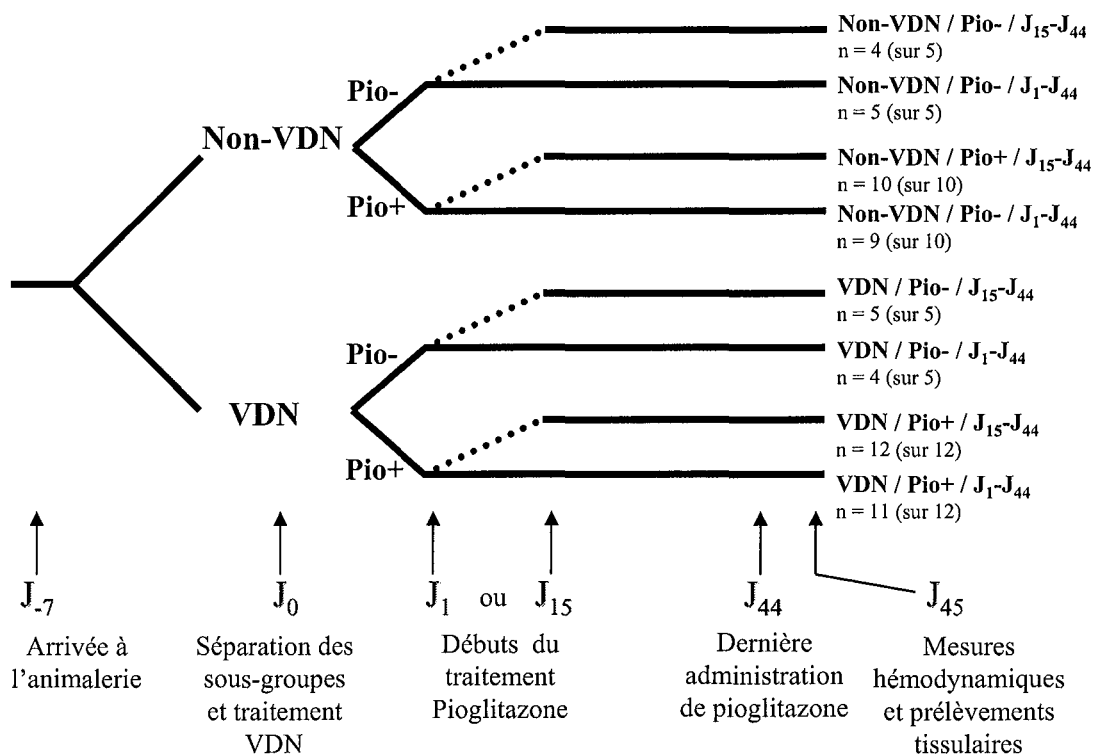 Non-VDN / Pio- / J15-J44
n = 4 (sur 5)
Pio-
Non-VDN / Pio- / J1-J44
n = 5 (sur 5)
Non-VDN
Non-VDN / Pio+ / J15-J44
n = 10 (sur 10)
Pio+
Non-VDN / Pio- / J1-J44
n = 9 (sur 10)
VDN / Pio- / J15-J44
n = 5 (sur 5)
Pio-
VDN / Pio- / J1-J44
n = 4 (sur 5)
VDN
VDN / Pio+ / J15-J44
n = 12 (sur 12)
Pio+
VDN / Pio+ / J1-J44
n = 11 (sur 12)
J-7
Arrivée à
l'animalerie
J0
Séparation des
sous-groupes
et traitement
VDN
J1 ou J15
Débuts du
traitement
Pioglitazone
J44
Dernière
administration
de pioglitazone
J45
Mesures
hémodynamiques
et prélèvements
tissulaires